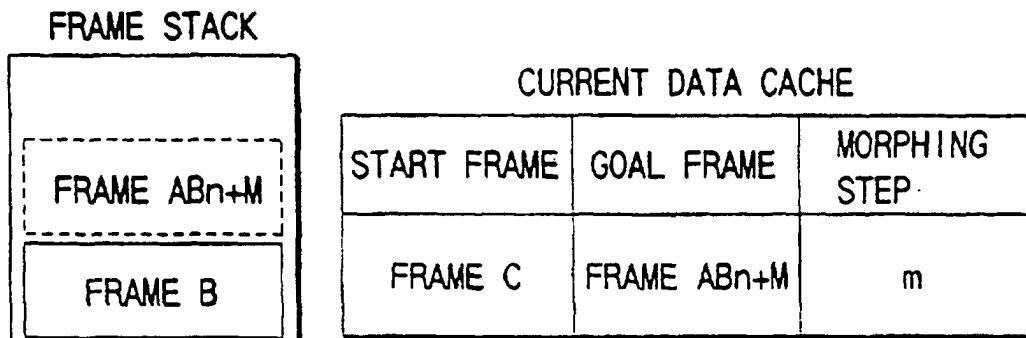 FRAME STACK
FRAME ABn+M
FRAME B
CURRENT DATA CACHE
START FRAME GOAL FRAME MORPHING STEP
FRAME C FRAME ABn+M m